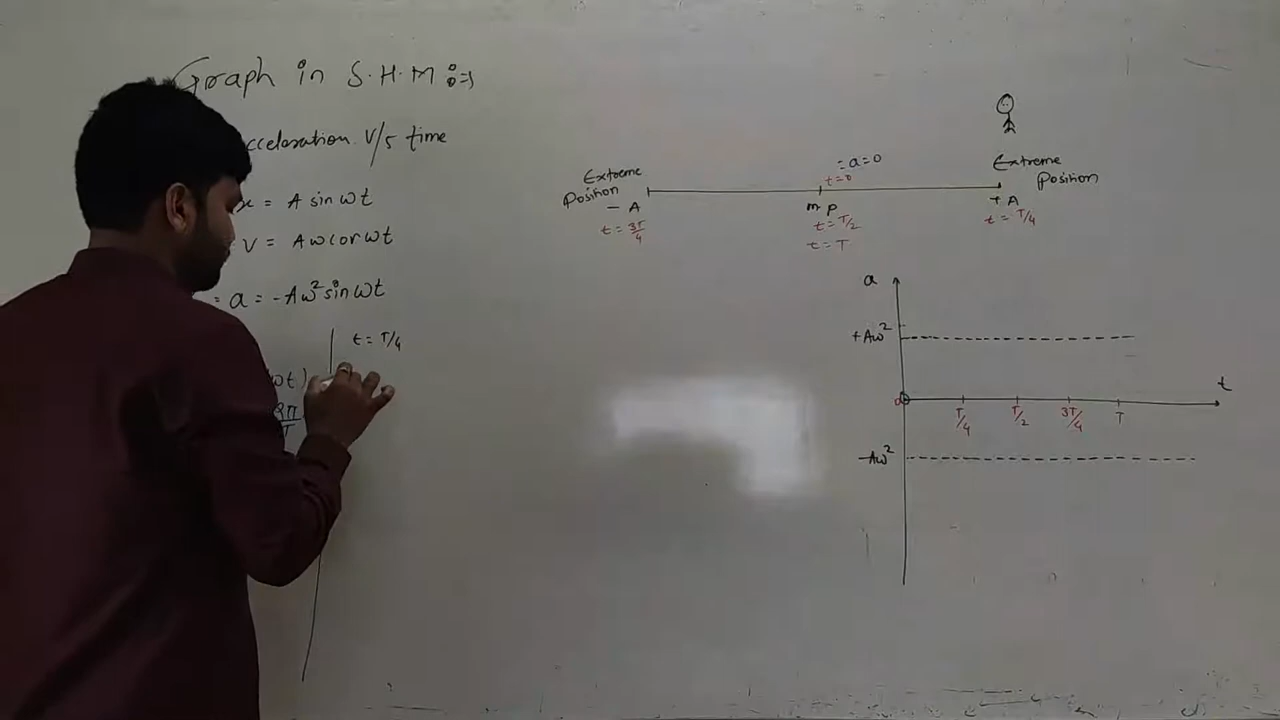 Graph in S.H.M :=>
cceleration V/s time
x = A sin ωt
V = Aω cos ωt
= a = -Aω² sin ωt
t = T/4
ωt)
2π/T
= a=0
t=0
Extreme
Position
- A
t = 3T/4
m P
t = T/2
t = T
Extreme
Position
+ A
t = T/4
a
+Aω²
t
0
T/4
T/2
3T/4
T
-Aω²